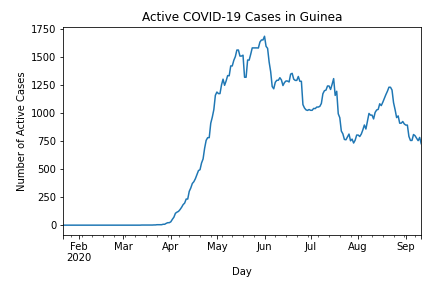 Active COVID-19 Cases in Guinea
Number of Active Cases
1750
1500
1250
1000
750
500
250
0
Feb Mar Apr May Jun Jul Aug Sep
2020
Day